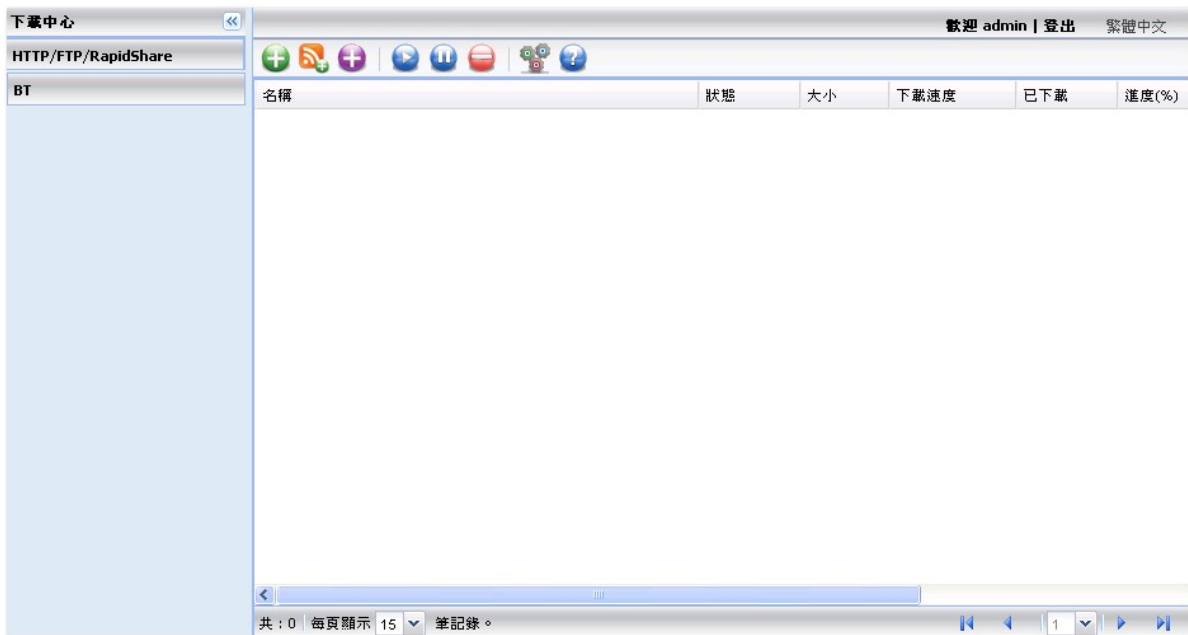 下載中心
歡迎 admin | 登出 繁體中文
HTTP/FTP/RapidShare
BT
名稱 狀態 大小 下載速度 已下載 進度(%)
共：0 每頁顯示 15 筆記錄。
1